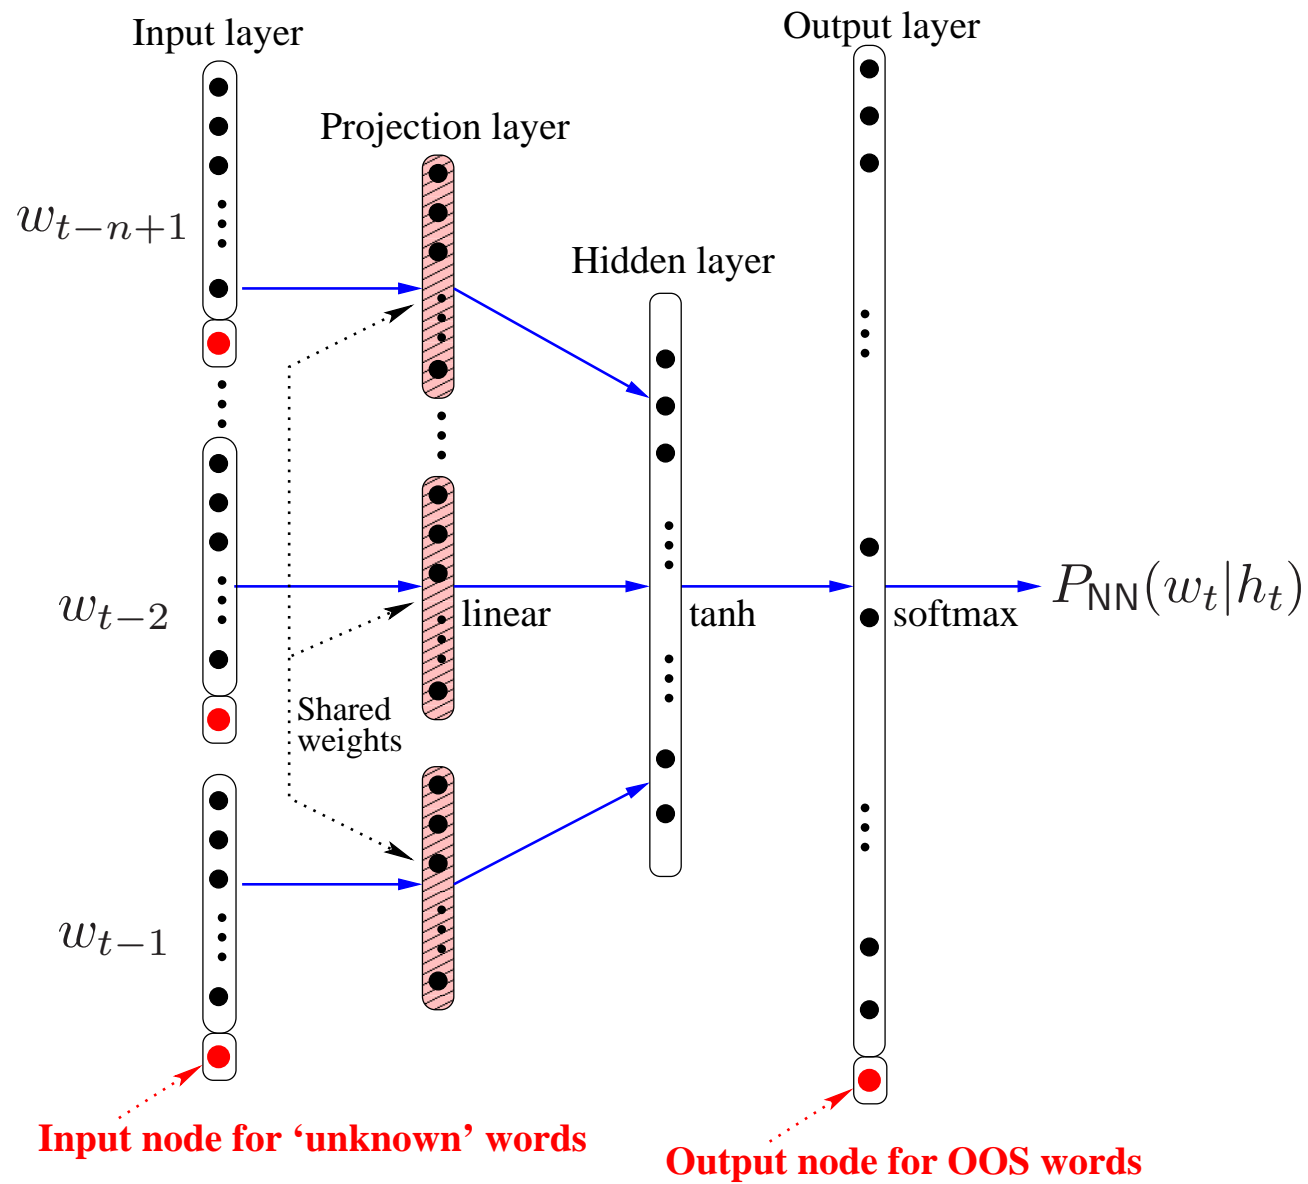 Input layer
Output layer
Projection layer
w_{t-n+1}
Hidden layer
w_{t-2}
linear
tanh
softmax
P_{NN}(w_t|h_t)
Shared
weights
w_{t-1}
Input node for ‘unknown’ words
Output node for OOS words